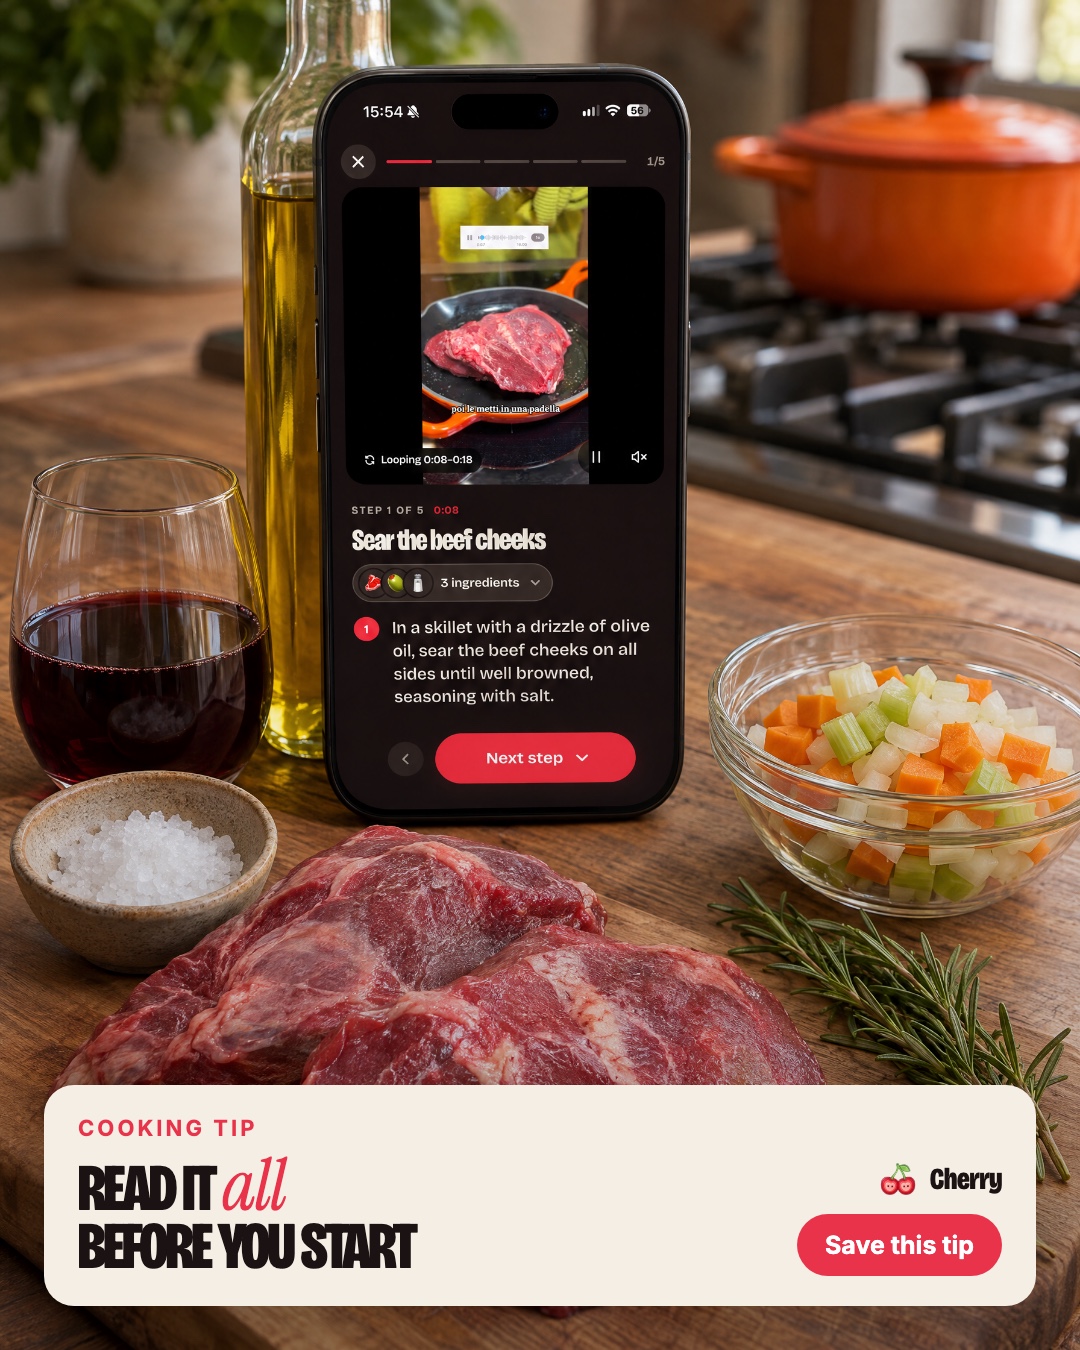 15:54
56
1/5
poi le metti in una padella
Looping 0:08-0:18
STEP 1 OF 5 0:08
Sear the beef cheeks
3 ingredients
1
In a skillet with a drizzle of olive
oil, sear the beef cheeks on all
sides until well browned,
seasoning with salt.
Next step
COOKING TIP
READ IT all
BEFORE YOU START
Cherry
Save this tip